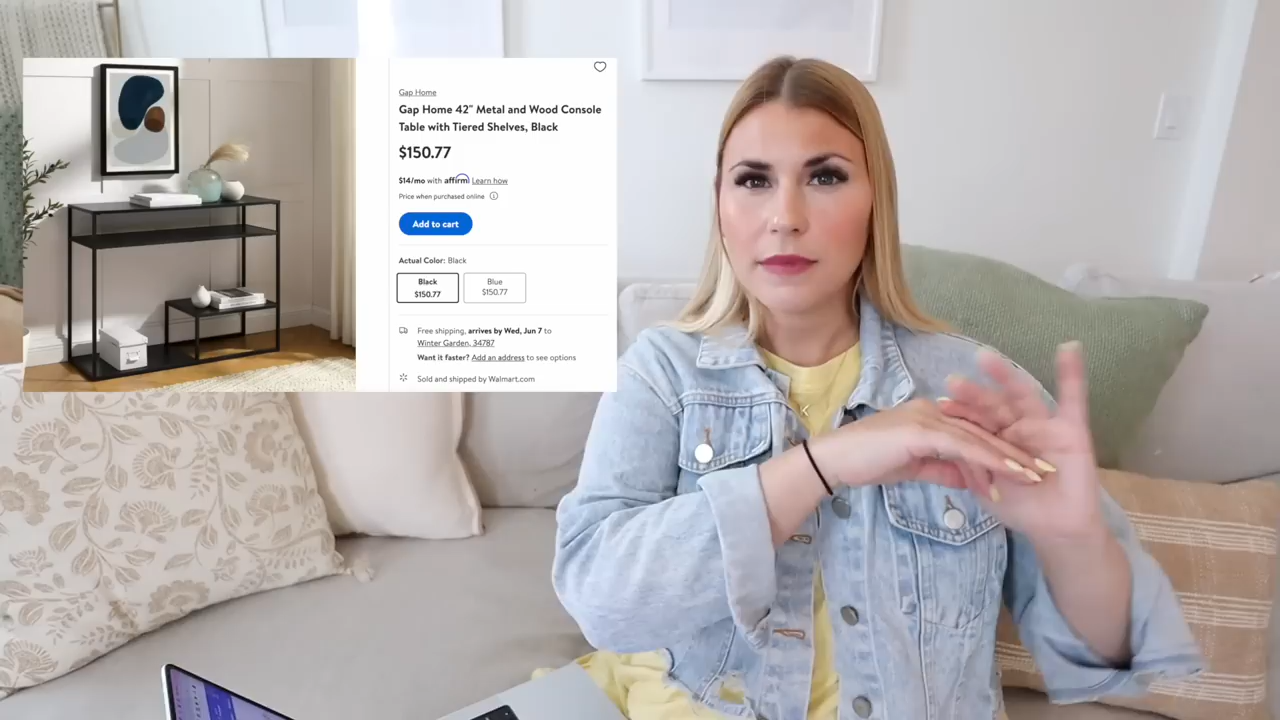 Gap Home
Gap Home 42" Metal and Wood Console
Table with Tiered Shelves, Black
$150.77
$14/mo with affirm Learn how
Price when purchased online
Add to cart
Actual Color: Black
Black
$150.77
Blue
$150.77
Free shipping, arrives by Wed, Jun 7 to
Winter Garden, 34787
Want it faster? Add an address to see options
Sold and shipped by Walmart.com
K